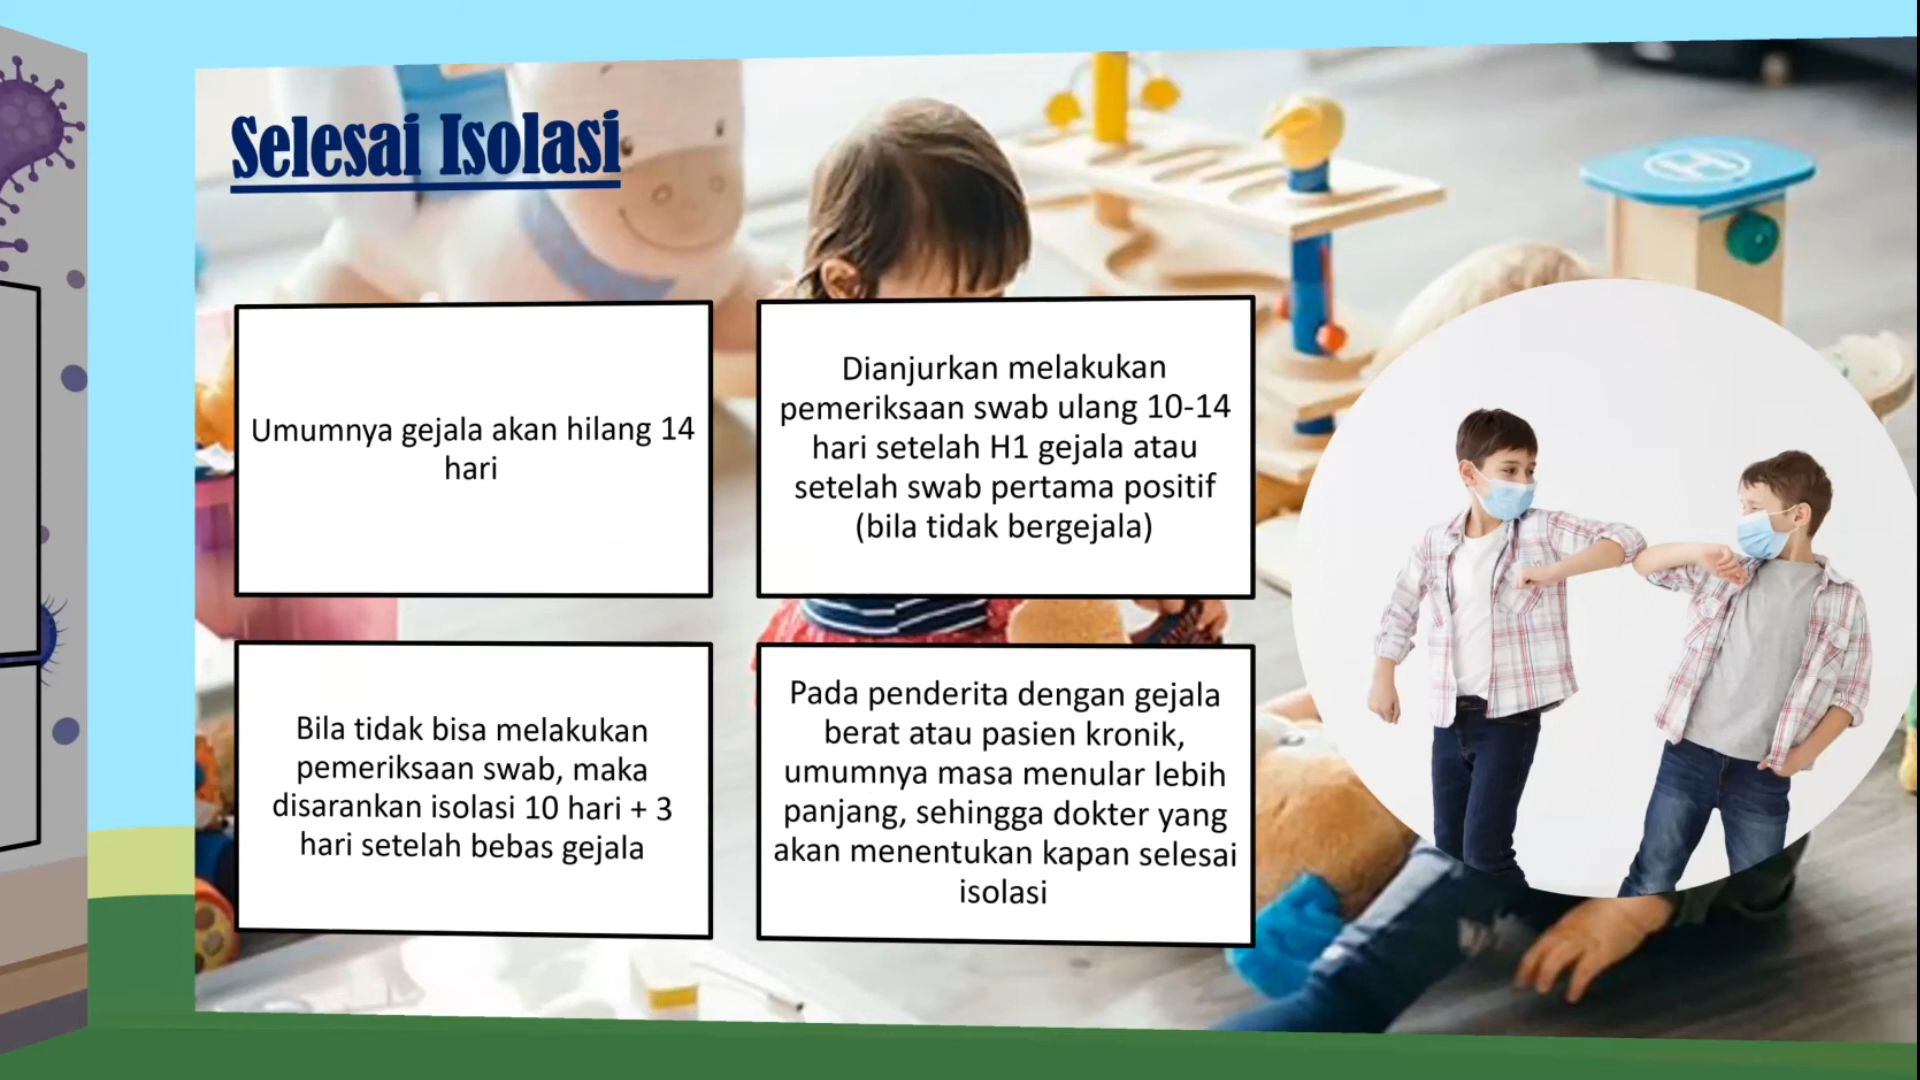 Selesai Isolasi
Umumnya gejala akan hilang 14
hari
Dianjurkan melakukan
pemeriksaan swab ulang 10-14
hari setelah H1 gejala atau
setelah swab pertama positif
(bila tidak bergejala)
Bila tidak bisa melakukan
pemeriksaan swab, maka
disarankan isolasi 10 hari + 3
hari setelah bebas gejala
Pada penderita dengan gejala
berat atau pasien kronik,
umumnya masa menular lebih
panjang, sehingga dokter yang
akan menentukan kapan selesai
isolasi
H